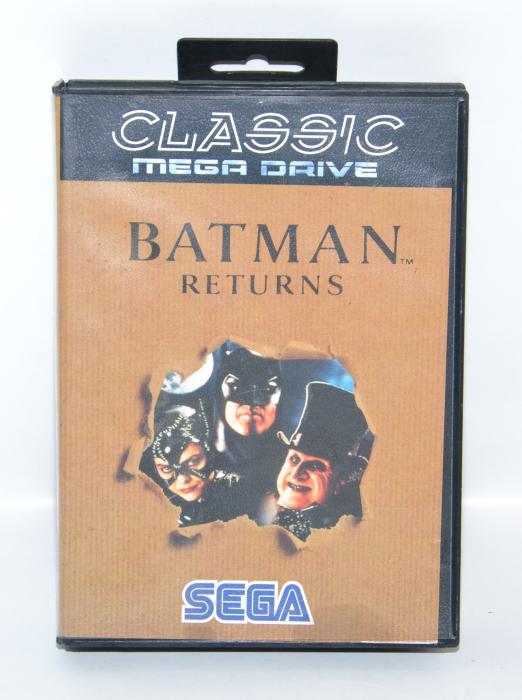 CLASSIC
MEGA DRIVE
BATMAN™
RETURNS
SEGA